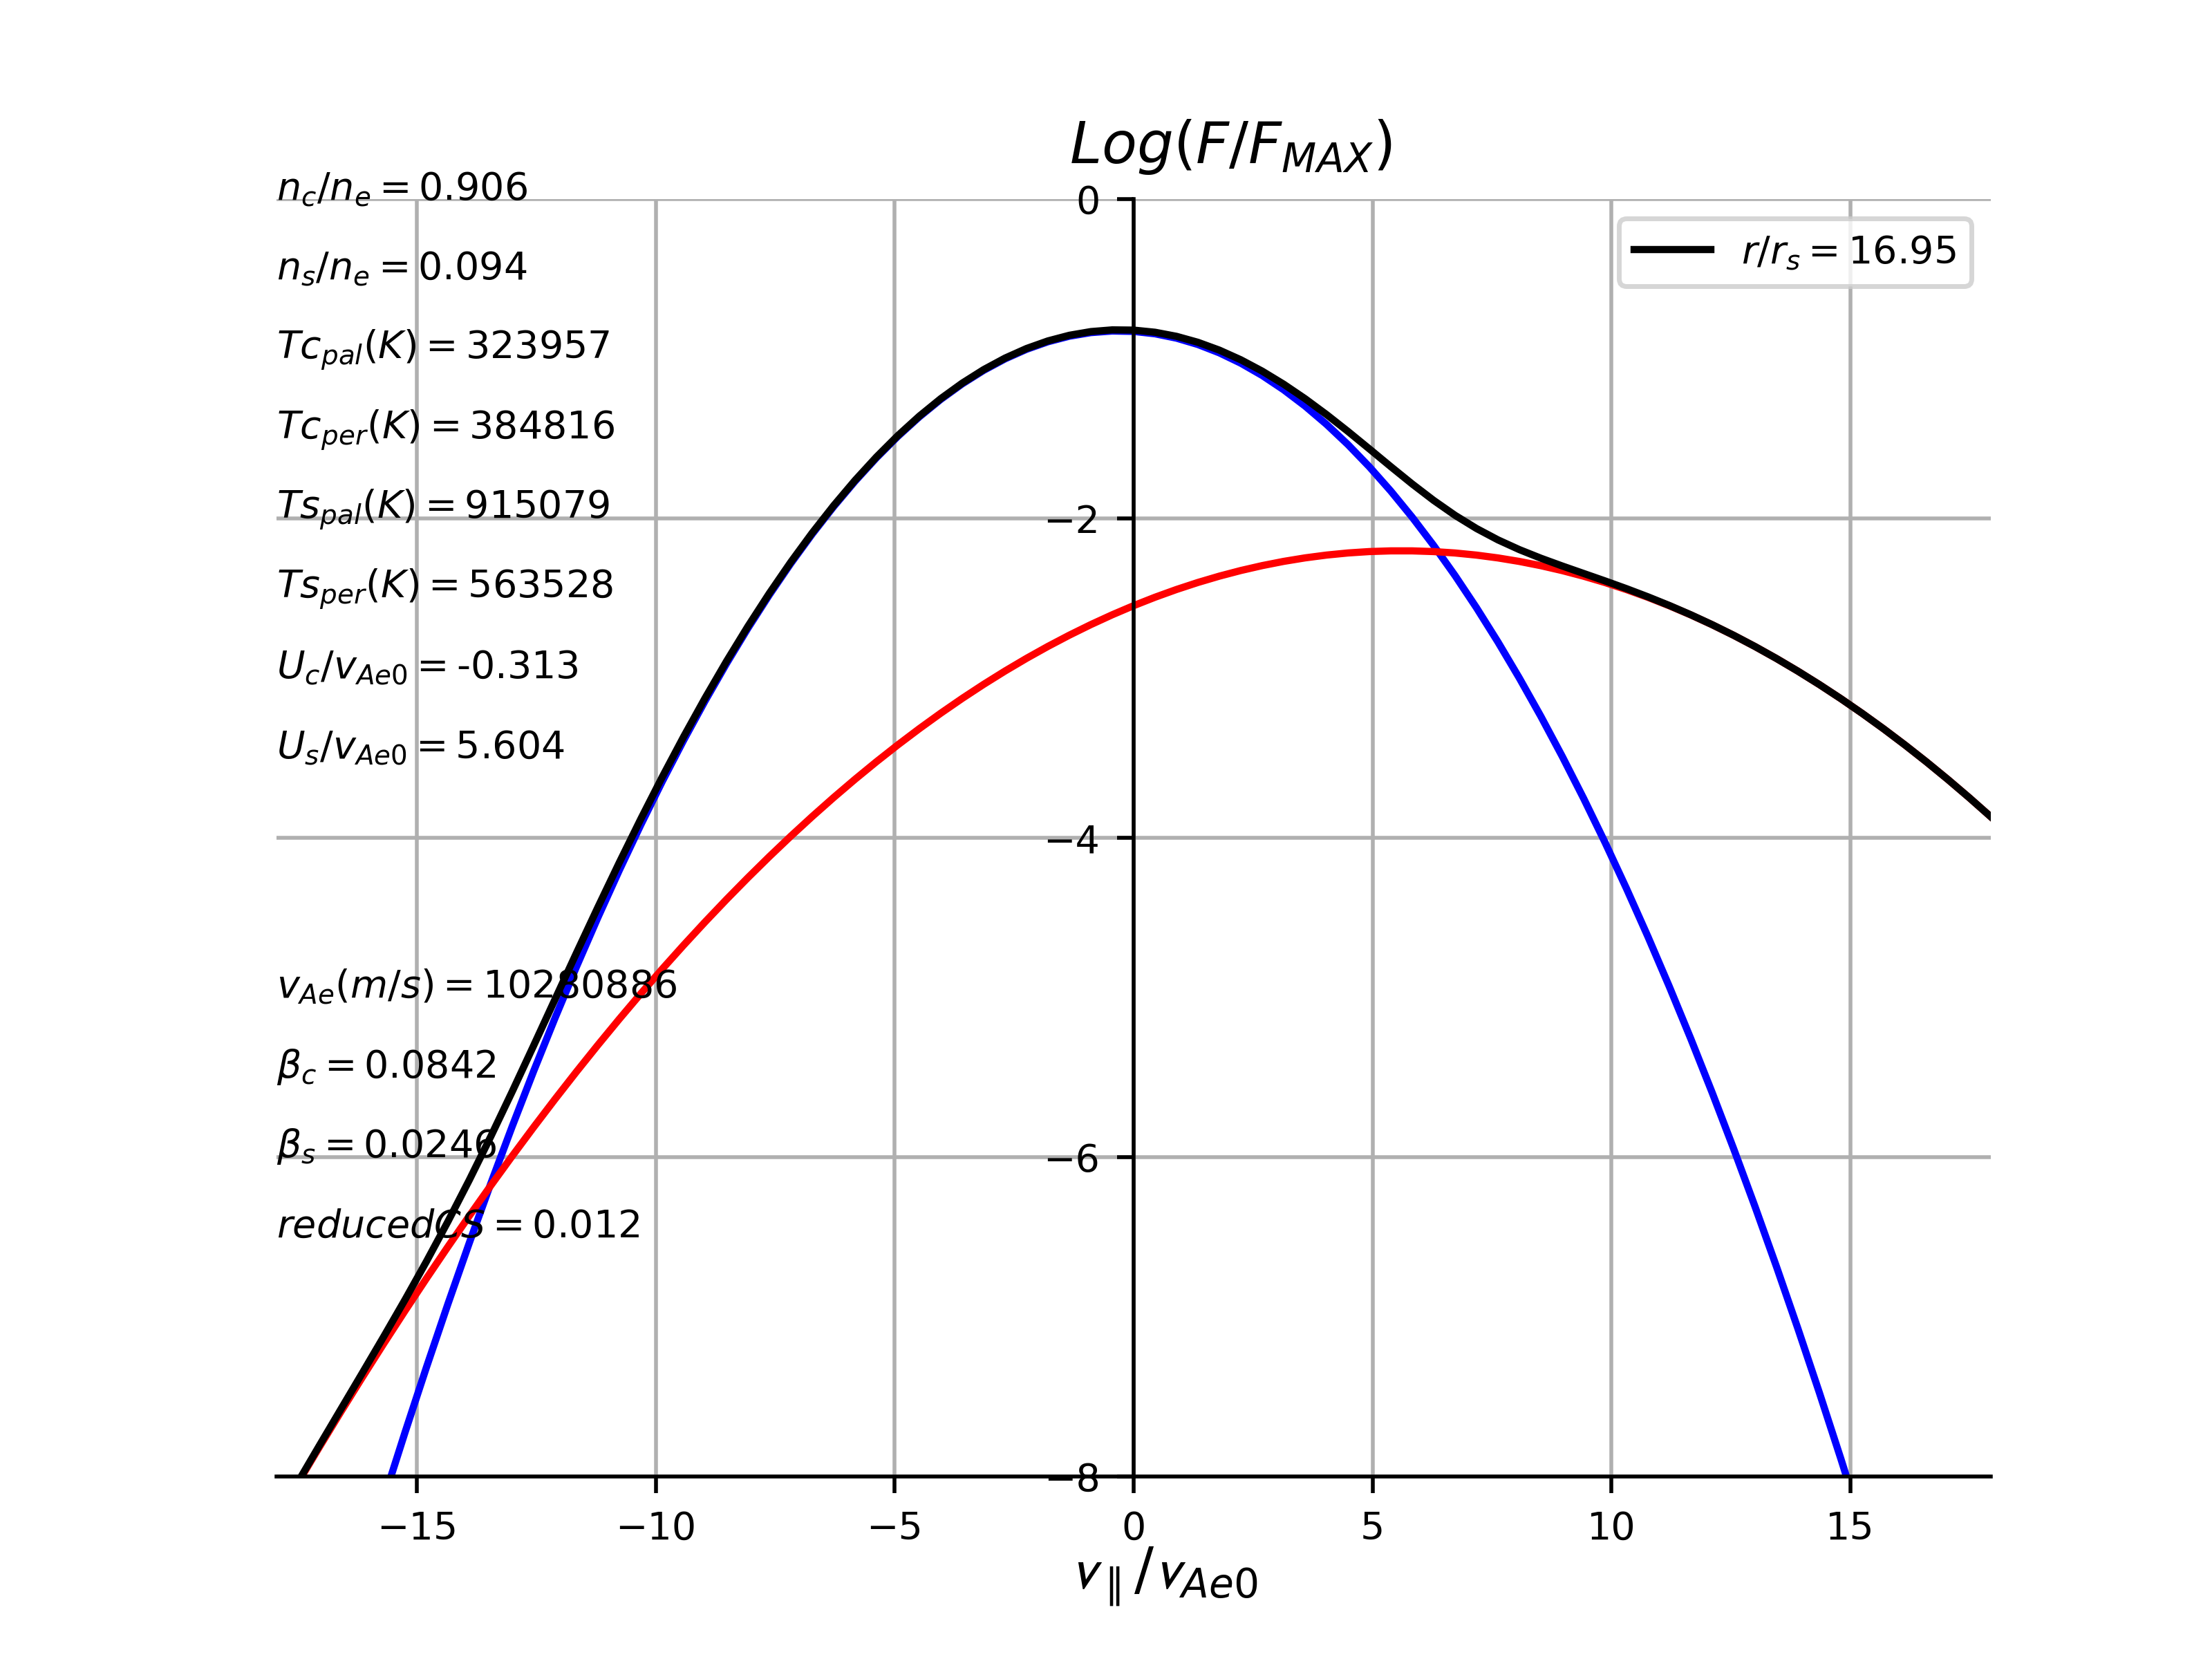 Log(F/F_MAX)
n_c/n_e = 0.906
0
n_s/n_e = 0.094
r/r_s = 16.95
Tc_pal(K) = 323957
Tc_per(K) = 384816
Ts_pal(K) = 915079
−2
Ts_per(K) = 563528
U_c/v_Ae0 = -0.313
U_s/v_Ae0 = 5.604
−4
v_Ae(m/s) = 10280886
β_c = 0.0842
β_s = 0.0246
−6
reducedCS = 0.012
−8
−15 −10 −5 0 5 10 15
v_∥/v_Ae0